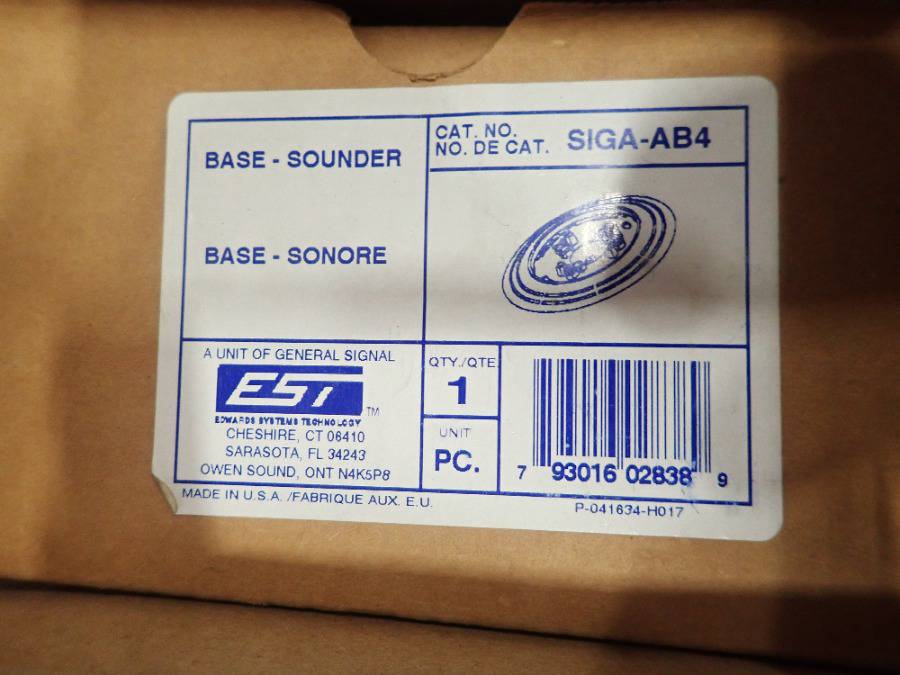 BASE - SOUNDER
BASE - SONORE
CAT. NO.
NO. DE CAT. SIGA-AB4
A UNIT OF GENERAL SIGNAL
EST TM
EDWARDS SYSTEMS TECHNOLOGY
CHESHIRE, CT 06410
SARASOTA, FL 34243
OWEN SOUND, ONT N4K5P8
QTY./QTE
1
UNIT
PC.
7 93016 02838 9
MADE IN U.S.A. /FABRIQUE AUX. E.U.
P-041634-H017